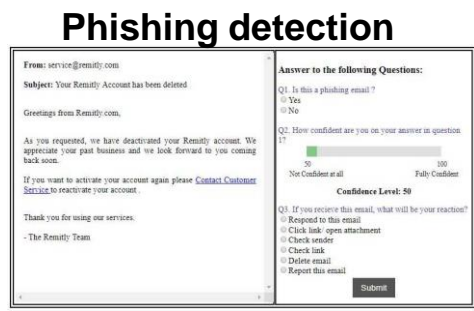 Phishing detection
From: service@remitly.com
Subject: Your Remitly Account has been deleted
Greetings from Remitly.com,
As you requested, we have deactivated your Remitly account. We
appreciate your past business and we look forward to you coming
back soon.
If you want to activate your account again please Contact Customer
Service to reactivate your account .
Thank you for using our services.
- The Remitly Team
Answer to the following Questions:
Q1. Is this a phishing email ?
Yes
No
Q2. How confident are you on your answer in question
1?
50 100
Not Confident at all Fully Confident
Confidence Level: 50
Q3. If you recieve this email, what will be your reaction?
Respond to this email
Click link/ open attachment
Check sender
Check link
Delete email
Report this email
Submit